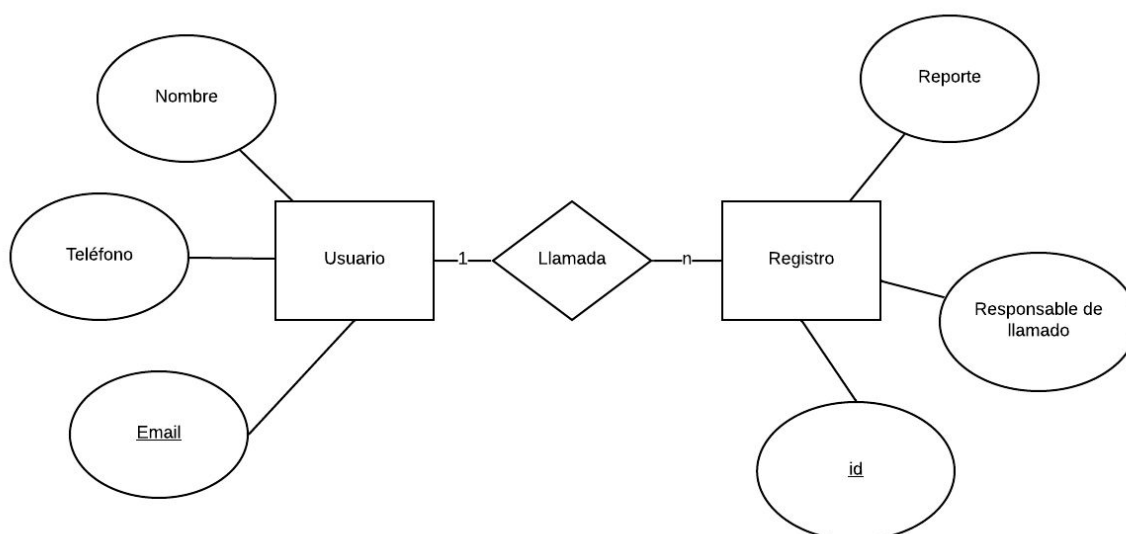 Reporte
Nombre
Teléfono
Usuario
1
Llamada
n
Registro
Responsable de
llamado
Email
id